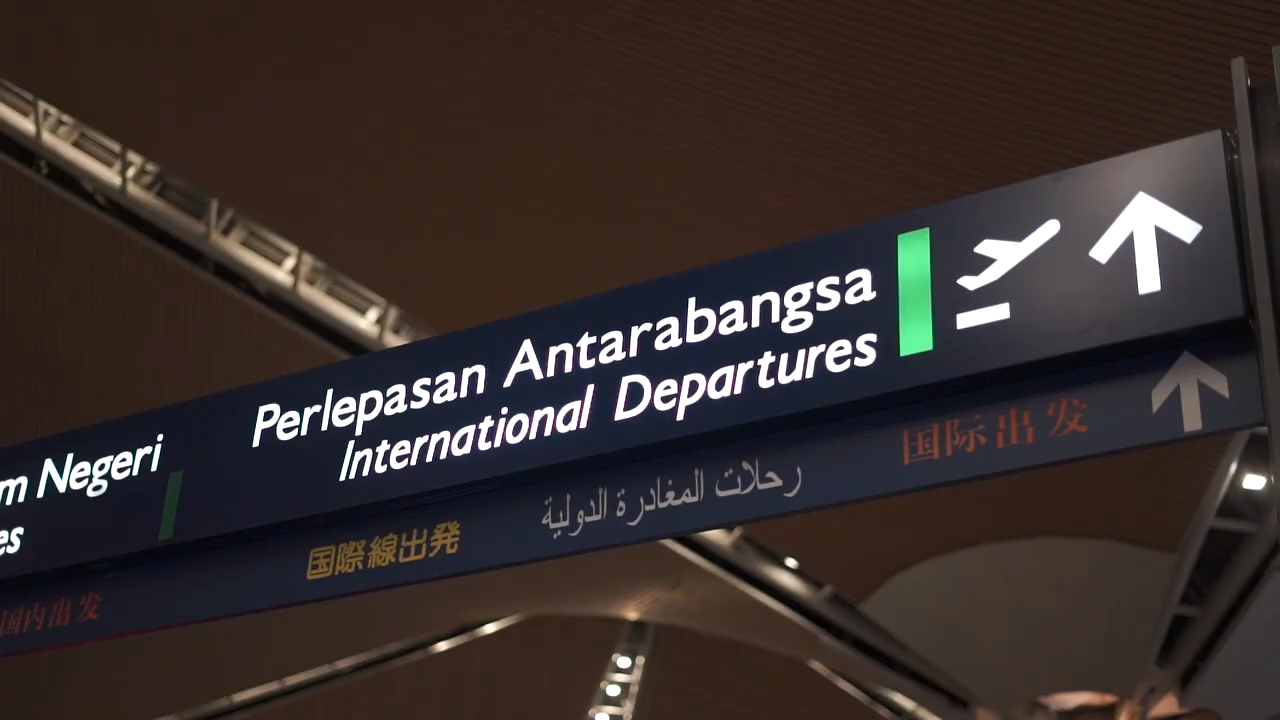 m Negeri
es
Perlepasan Antarabangsa
International Departures
国内出发
国際線出発
رحلات المغادرة الدولية
国际出发